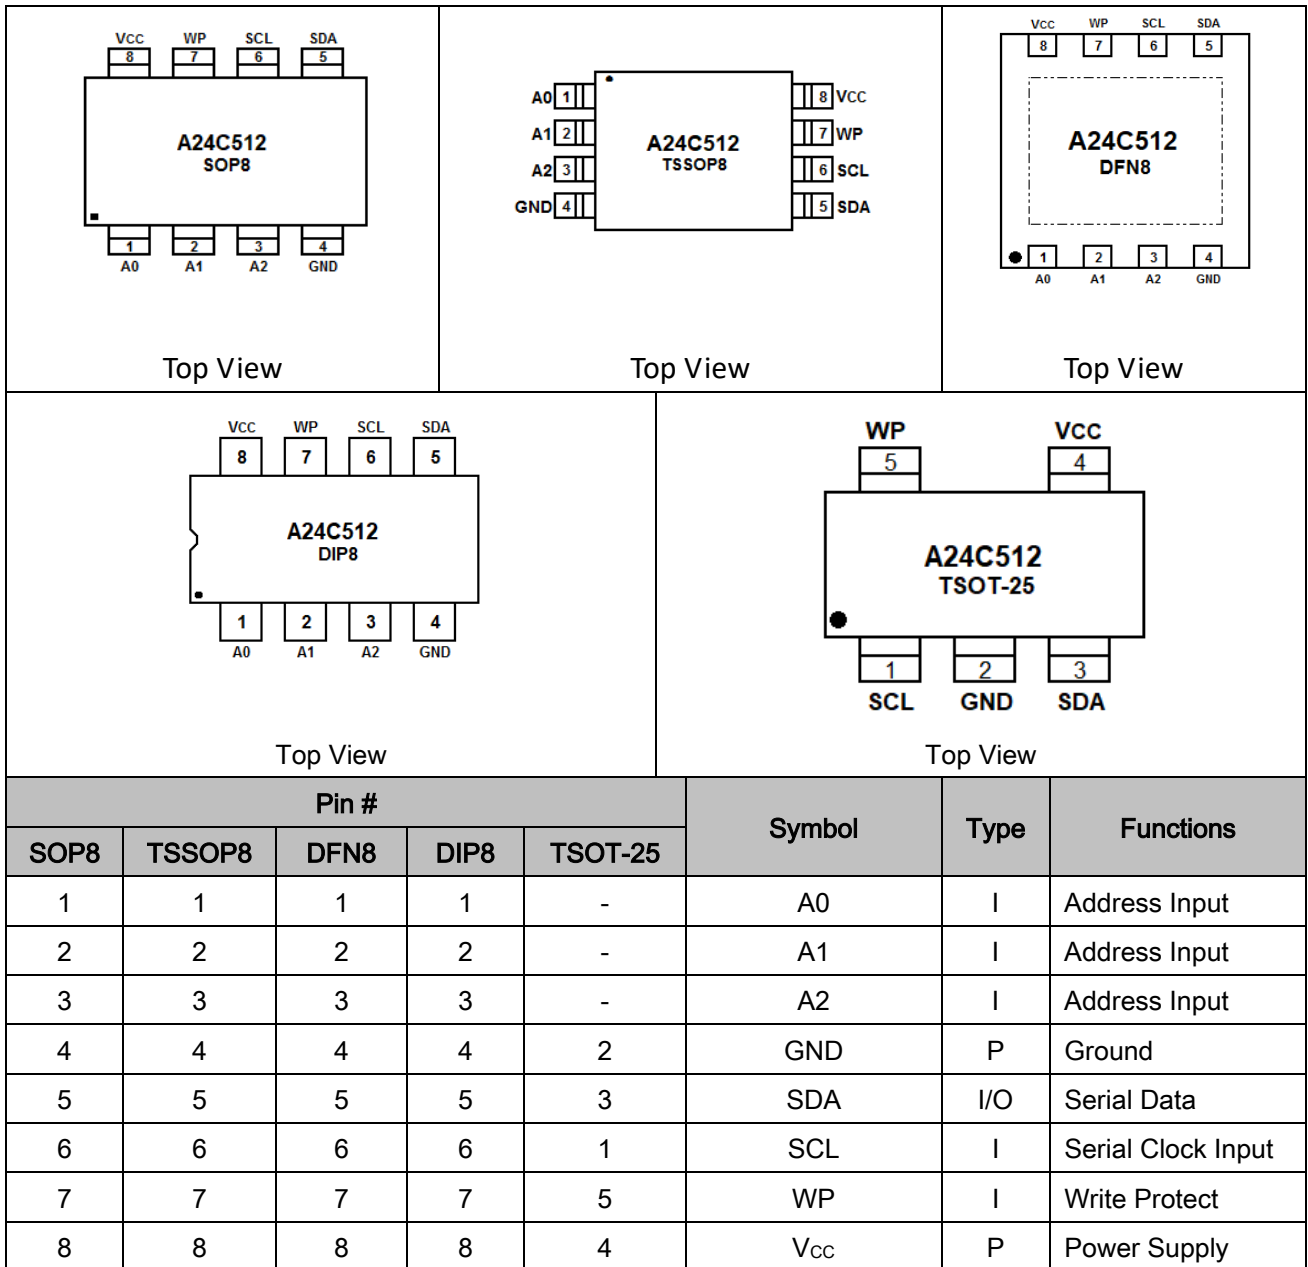 VCC WP SCL SDA
8 7 6 5
A24C512
SOP8
1 2 3 4
A0 A1 A2 GND
Top View
A0 1 8 VCC
A1 2 7 WP
A2 3 6 SCL
GND 4 5 SDA
A24C512
TSSOP8
Top View
VCC WP SCL SDA
8 7 6 5
A24C512
DFN8
1 2 3 4
A0 A1 A2 GND
Top View
VCC WP SCL SDA
8 7 6 5
A24C512
DIP8
1 2 3 4
A0 A1 A2 GND
Top View
WP VCC
5 4
A24C512
TSOT-25
1 2 3
SCL GND SDA
Top View
Pin # Symbol Type Functions
SOP8 TSSOP8 DFN8 DIP8 TSOT-25
1 1 1 1 - A0 I Address Input
2 2 2 2 - A1 I Address Input
3 3 3 3 - A2 I Address Input
4 4 4 4 2 GND P Ground
5 5 5 5 3 SDA I/O Serial Data
6 6 6 6 1 SCL I Serial Clock Input
7 7 7 7 5 WP I Write Protect
8 8 8 8 4 VCC P Power Supply